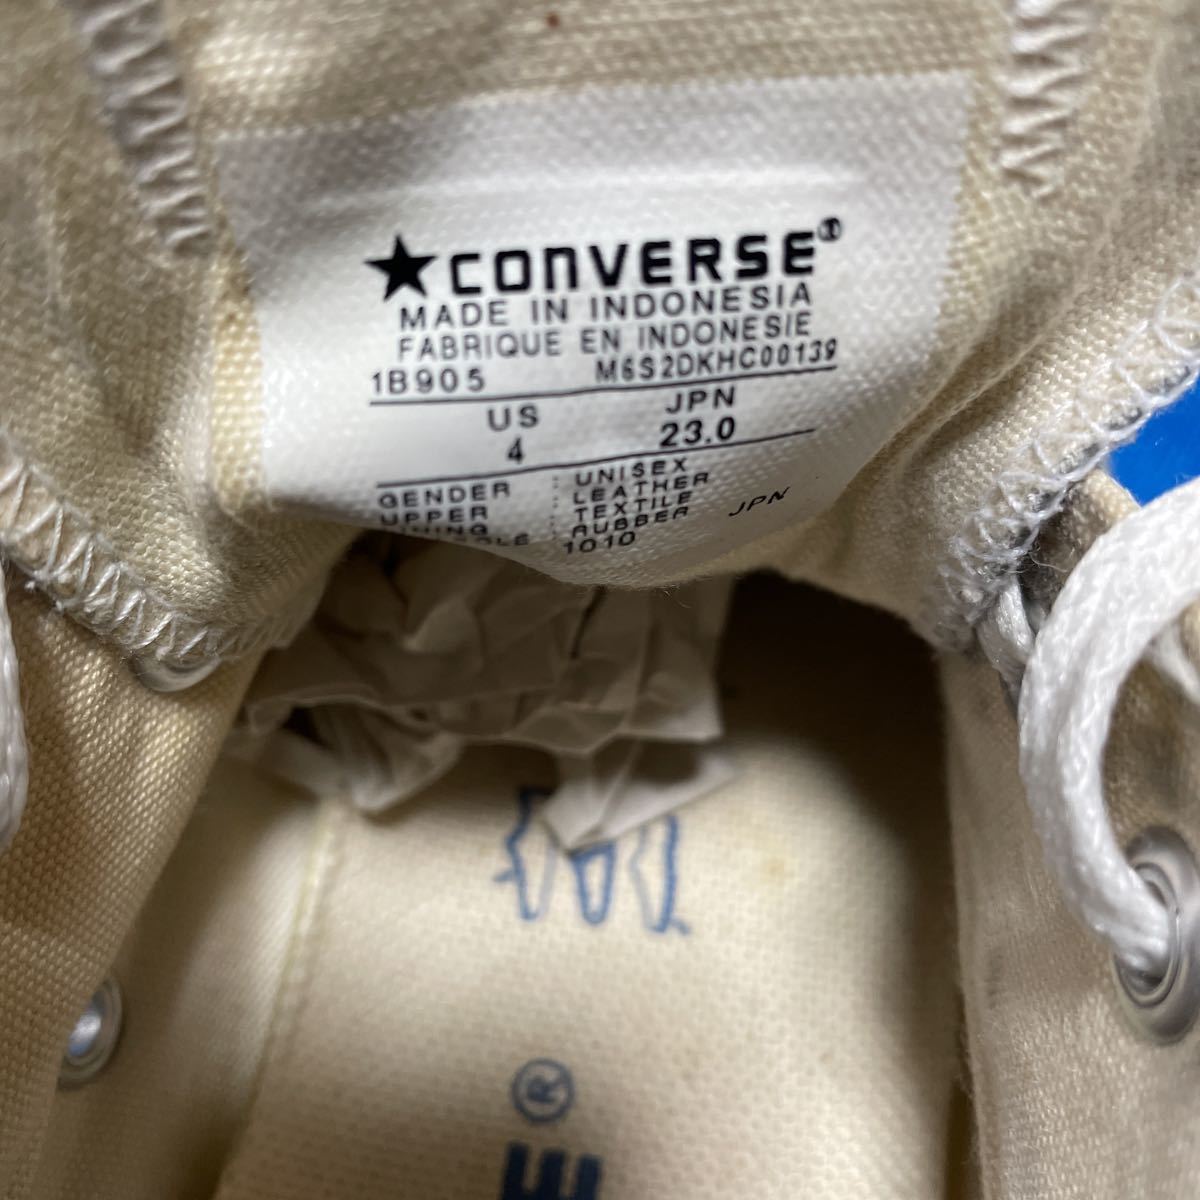 ★CONVERSE®
MADE IN INDONESIA
FABRIQUE EN INDONESIE
1B905 M6S2DKHC00139
US JPN
4 23.0
GENDER : UNISEX
UPPER : LEATHER
: TEXTILE
: RUBBER JPN
1010
E®